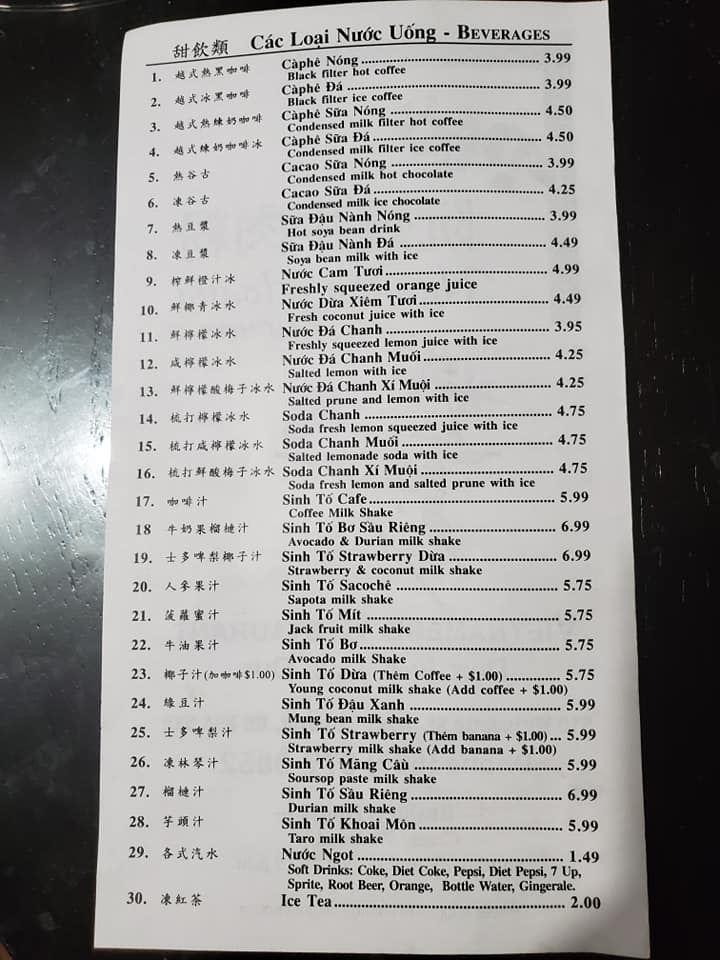 甜飲類 Các Loại Nước Uống - BEVERAGES
1. 越式熱黑咖啡 Càphê Nóng 3.99
Black filter hot coffee
2. 越式冰黑咖啡 Càphê Đá 3.99
Black filter ice coffee
3. 越式熱練奶咖啡 Càphê Sữa Nóng 4.50
Condensed milk filter hot coffee
4. 越式練奶咖啡冰 Càphê Sữa Đá 4.50
Condensed milk filter ice coffee
5. 熱谷古 Cacao Sữa Nóng 3.99
Condensed milk hot chocolate
6. 凍谷古 Cacao Sữa Đá 4.25
Condensed milk ice chocolate
7. 熱豆漿 Sữa Đậu Nành Nóng 3.99
Hot soya bean drink
8. 凍豆漿 Sữa Đậu Nành Đá 4.49
Soya bean milk with ice
9. 榨鮮橙汁冰 Nước Cam Tươi 4.99
Freshly squeezed orange juice
10. 鮮椰青冰水 Nước Dừa Xiêm Tươi 4.49
Fresh coconut juice with ice
11. 鮮檸檬冰水 Nước Đá Chanh 3.95
Freshly squeezed lemon juice with ice
12. 咸檸檬冰水 Nước Đá Chanh Muối 4.25
Salted lemon with ice
13. 鮮檸檬酸梅子冰水 Nước Đá Chanh Xí Muội 4.25
Salted prune and lemon with ice
14. 梳打檸檬冰水 Soda Chanh 4.75
Soda fresh lemon squeezed juice with ice
15. 梳打咸檸檬冰水 Soda Chanh Muối 4.75
Salted lemonade soda with ice
16. 梳打鮮酸梅子冰水 Soda Chanh Xí Muội 4.75
Soda fresh lemon and salted prune with ice
17. 咖啡汁 Sinh Tố Cafe 5.99
Coffee Milk Shake
18 牛奶果榴槤汁 Sinh Tố Bơ Sầu Riêng 6.99
Avocado & Durian milk shake
19. 士多啤梨椰子汁 Sinh Tố Strawberry Dừa 6.99
Strawberry & coconut milk shake
20. 人參果汁 Sinh Tố Sacochê 5.75
Sapota milk shake
21. 菠蘿蜜汁 Sinh Tố Mít 5.75
Jack fruit milk shake
22. 牛油果汁 Sinh Tố Bơ 5.75
Avocado milk Shake
23. 椰子汁(加咖啡$1.00) Sinh Tố Dừa (Thêm Coffee + $1.00) 5.75
Young coconut milk shake (Add coffee + $1.00)
24. 綠豆汁 Sinh Tố Đậu Xanh 5.99
Mung bean milk shake
25. 士多啤梨汁 Sinh Tố Strawberry (Thêm banana + $1.00) ... 5.99
Strawberry milk shake (Add banana + $1.00)
26. 凍林琴汁 Sinh Tố Mãng Cầu 5.99
Soursop paste milk shake
27. 榴槤汁 Sinh Tố Sầu Riêng 6.99
Durian milk shake
28. 芋頭汁 Sinh Tố Khoai Môn 5.99
Taro milk shake
29. 各式汽水 Nước Ngọt 1.49
Soft Drinks: Coke, Diet Coke, Pepsi, Diet Pepsi, 7 Up,
Sprite, Root Beer, Orange, Bottle Water, Gingerale.
30. 凍紅茶 Ice Tea 2.00